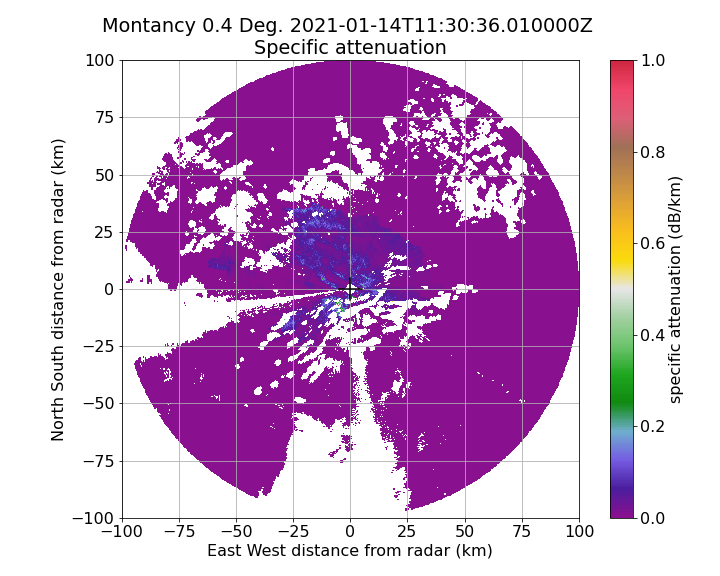 Montancy 0.4 Deg. 2021-01-14T11:30:36.010000Z
Specific attenuation
100
75
50
25
0
−25
−50
−75
−100
−100 −75 −50 −25 0 25 50 75 100
East West distance from radar (km)
North South distance from radar (km)
1.0
0.8
0.6
0.4
0.2
0.0
specific attenuation (dB/km)